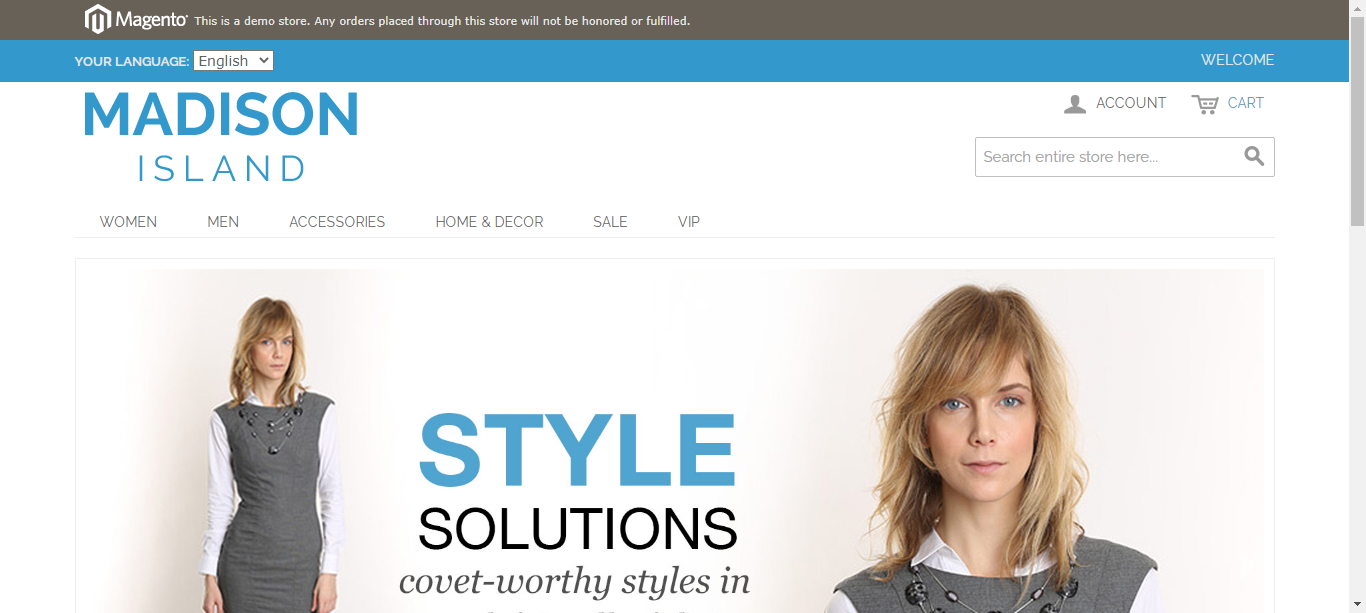 Magento® This is a demo store. Any orders placed through this store will not be honored or fulfilled.
YOUR LANGUAGE: English WELCOME
MADISON
ISLAND
ACCOUNT CART
Search entire store here...
WOMEN MEN ACCESSORIES HOME & DECOR SALE VIP
STYLE
SOLUTIONS
covet-worthy styles in